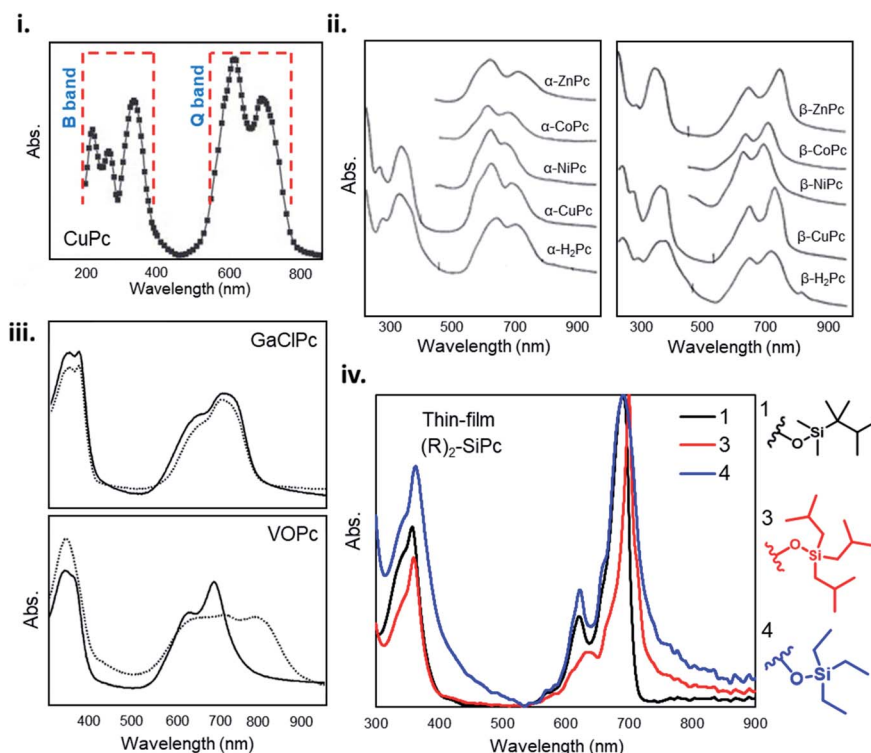 i.
B band
Q band
Abs.
CuPc
200 400 600 800
Wavelength (nm)
ii.
Abs.
α-ZnPc
α-CoPc
α-NiPc
α-CuPc
α-H₂Pc
300 500 700 900
Wavelength (nm)
β-ZnPc
β-CoPc
β-NiPc
β-CuPc
β-H₂Pc
300 500 700 900
Wavelength (nm)
iii.
GaClPc
VOPc
Abs.
400 500 600 700 800 900
Wavelength (nm)
iv.
Thin-film
(R)₂-SiPc
1
3
4
Abs.
300 400 500 600 700 800 900
Wavelength (nm)
1
O Si
3
O Si
4
O Si